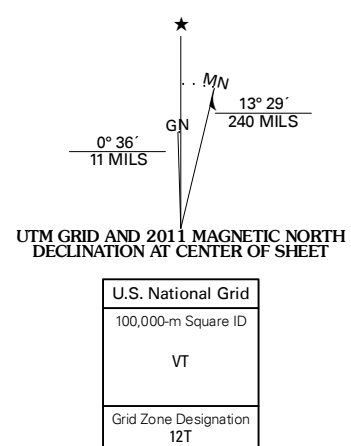 ★
MN
GN
13° 29´
240 MILS
0° 36´
11 MILS
UTM GRID AND 2011 MAGNETIC NORTH
DECLINATION AT CENTER OF SHEET
U.S. National Grid
100,000-m Square ID
VT
Grid Zone Designation
12T